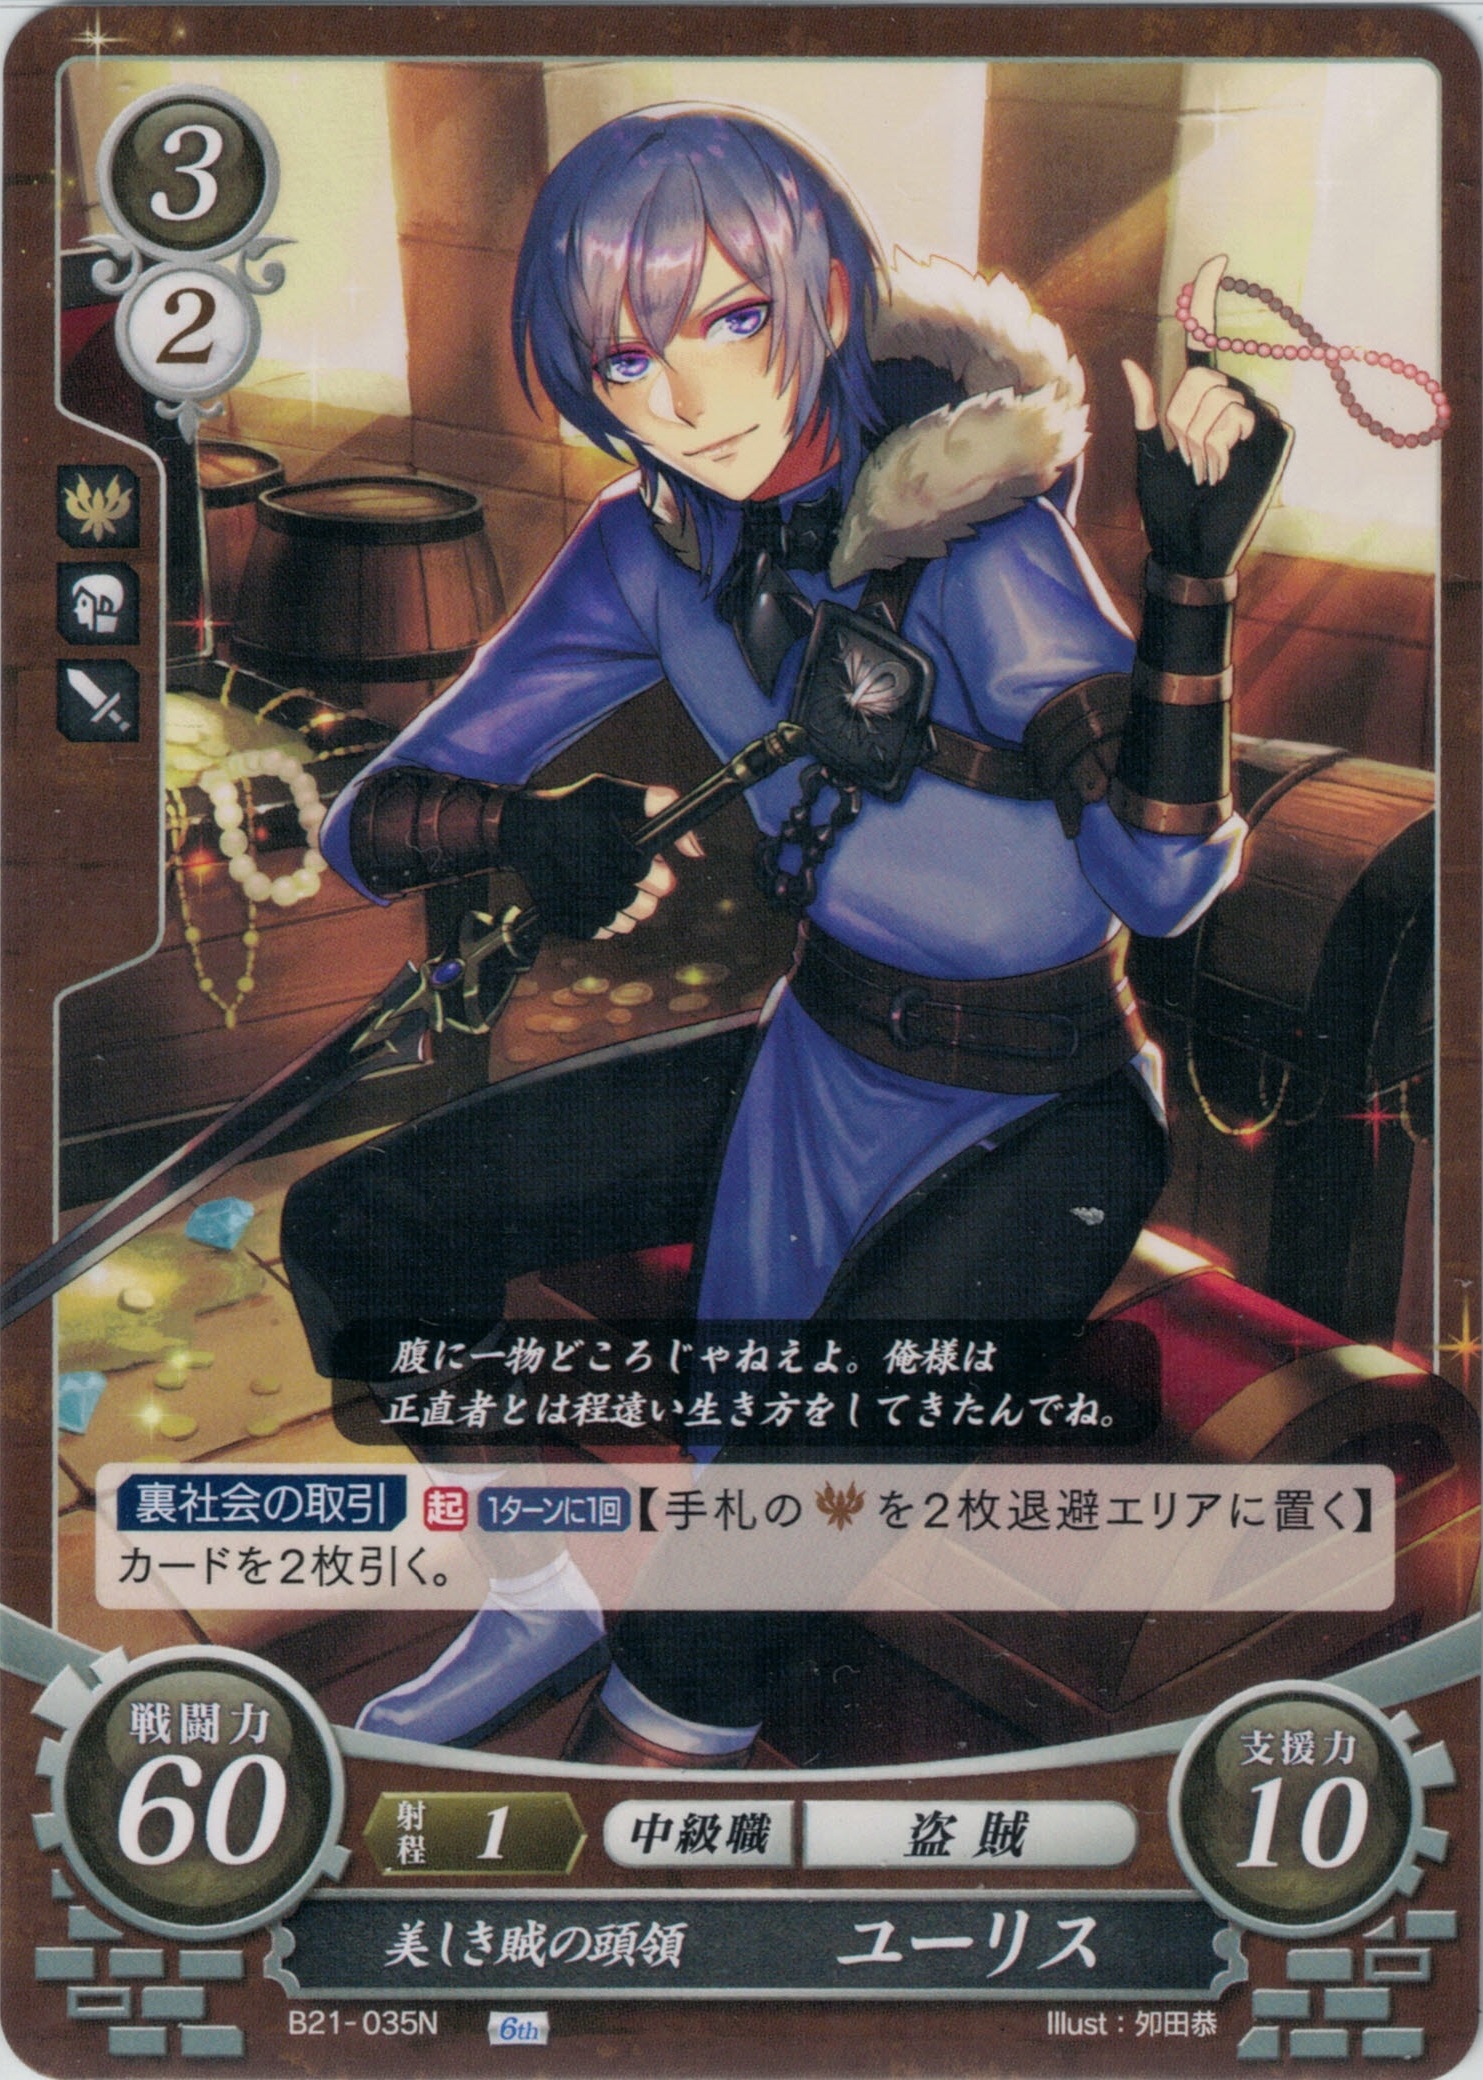 3
2
腹に一物どころじゃねえよ。俺様は
正直者とは程遠い生き方をしてきたんでね。
裏社会の取引 起 1ターンに1回【手札の を2枚退避エリアに置く】
カードを2枚引く。
戦闘力
60
射程 1
中級職 盗賊
支援力
10
美しき賊の頭領 ユーリス
B21-035N 6th Illust：夘田恭